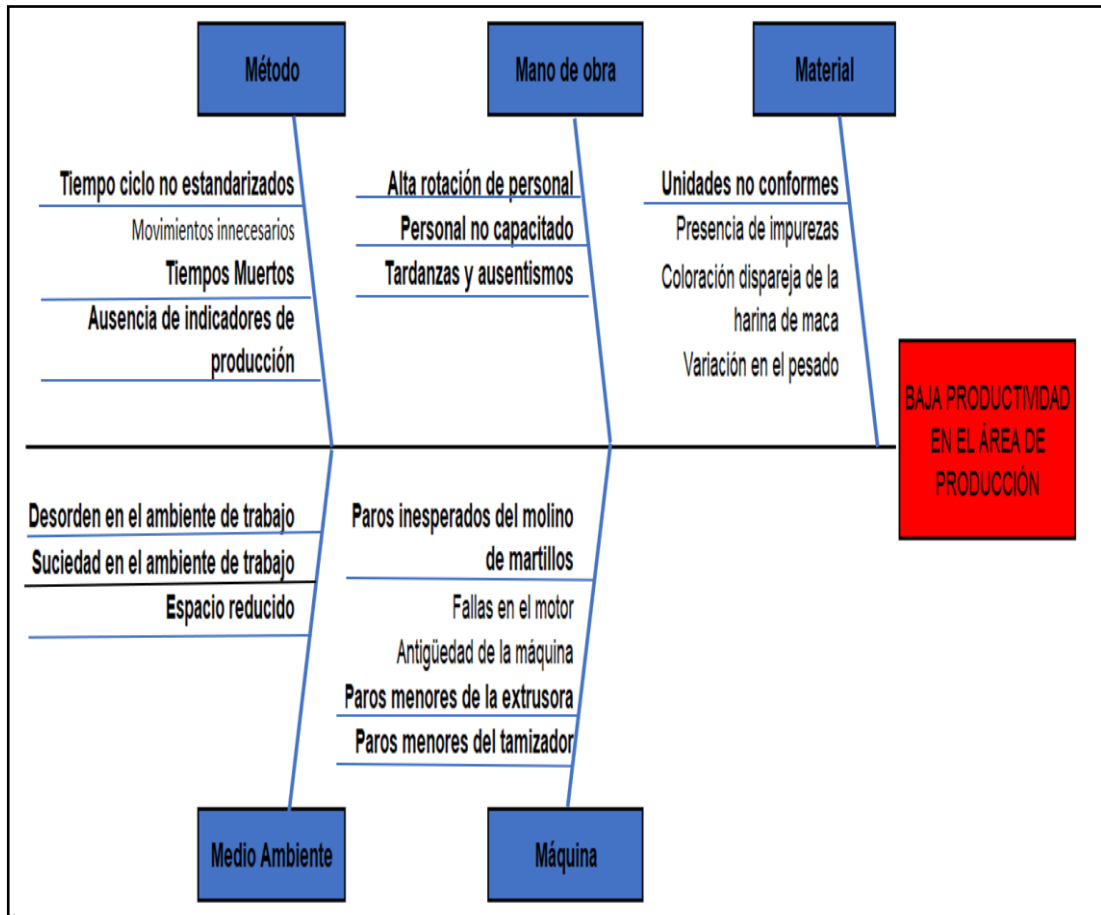 Método
Mano de obra
Material
Tiempo ciclo no estandarizados
Movimientos innecesarios
Tiempos Muertos
Ausencia de indicadores de
producción
Alta rotación de personal
Personal no capacitado
Tardanzas y ausentismos
Unidades no conformes
Presencia de impurezas
Coloración dispareja de la
harina de maca
Variación en el pesado
BAJA PRODUCTIVIDAD
EN EL ÁREA DE
PRODUCCIÓN
Desorden en el ambiente de trabajo
Suciedad en el ambiente de trabajo
Espacio reducido
Paros inesperados del molino
de martillos
Fallas en el motor
Antigüedad de la máquina
Paros menores de la extrusora
Paros menores del tamizador
Medio Ambiente
Máquina